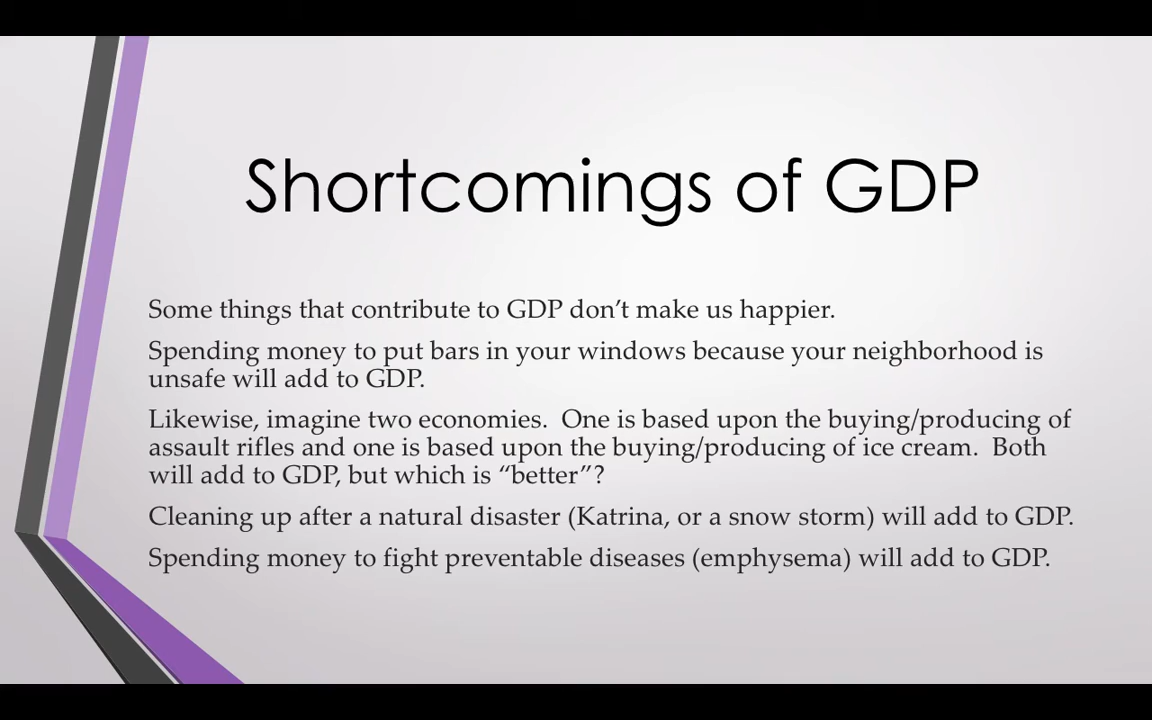 Shortcomings of GDP
Some things that contribute to GDP don’t make us happier.
Spending money to put bars in your windows because your neighborhood is
unsafe will add to GDP.
Likewise, imagine two economies.  One is based upon the buying/producing of
assault rifles and one is based upon the buying/producing of ice cream.  Both
will add to GDP, but which is “better”?
Cleaning up after a natural disaster (Katrina, or a snow storm) will add to GDP.
Spending money to fight preventable diseases (emphysema) will add to GDP.